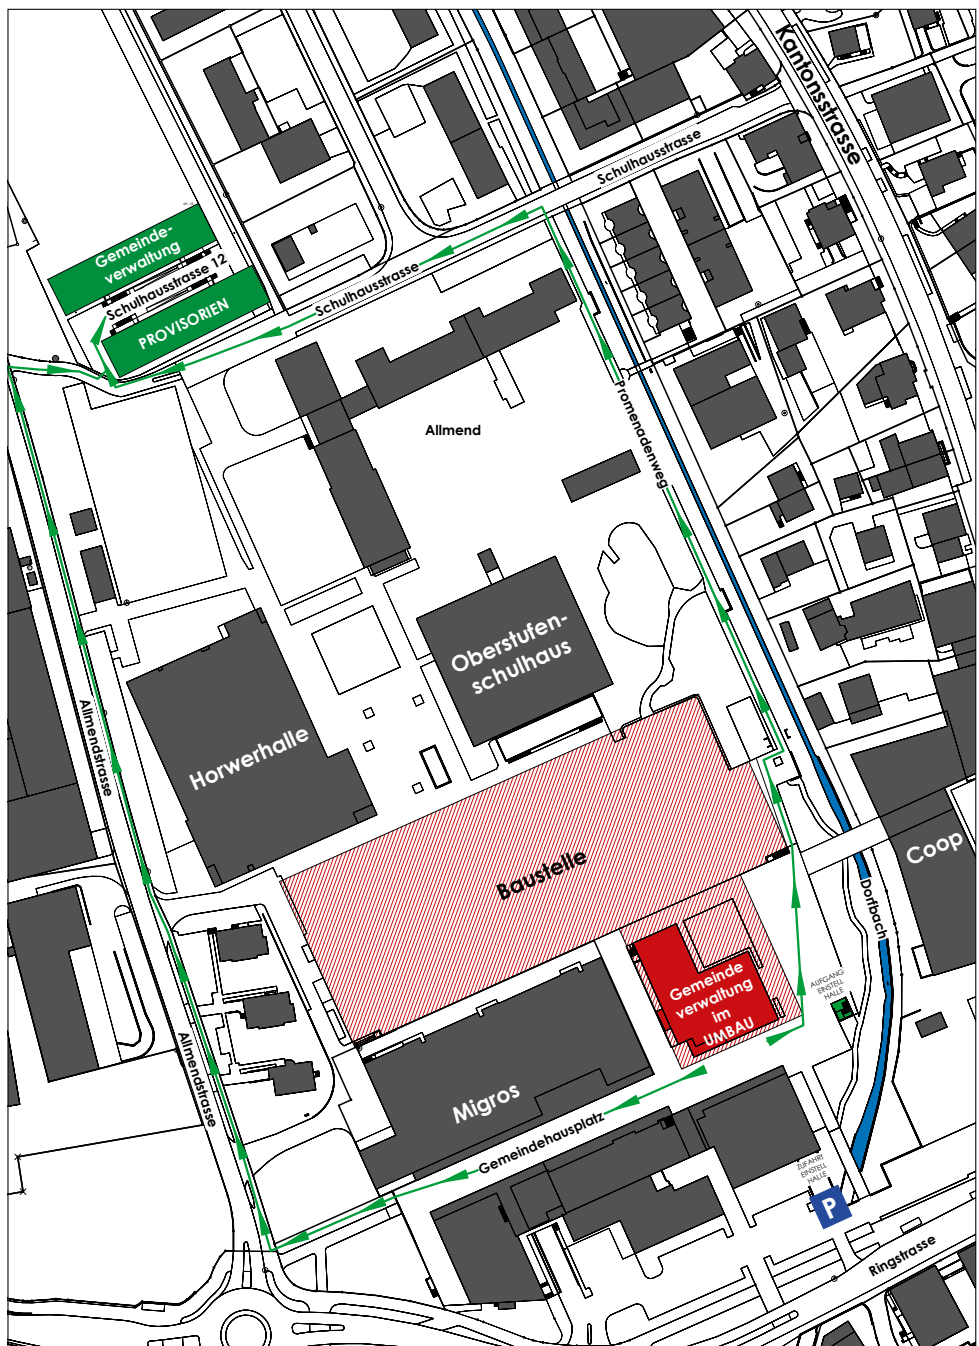 Kantonsstrasse
Schulhausstrasse
Gemeinde-
verwaltung
Schulhausstrasse 12
PROVISORIEN
Schulhausstrasse
Promenadenweg
Allmend
Oberstufen-
schulhaus
Horwerhalle
Allmendstrasse
Baustelle
Coop
Dorfbach
AUFGANG
EINSTELL
HALLE
Gemeinde
verwaltung
im
UMBAU
Allmendstrasse
Migros
Gemeindehausplatz
ZUFAHRT
EINSTELL
HALLE
P
Ringstrasse